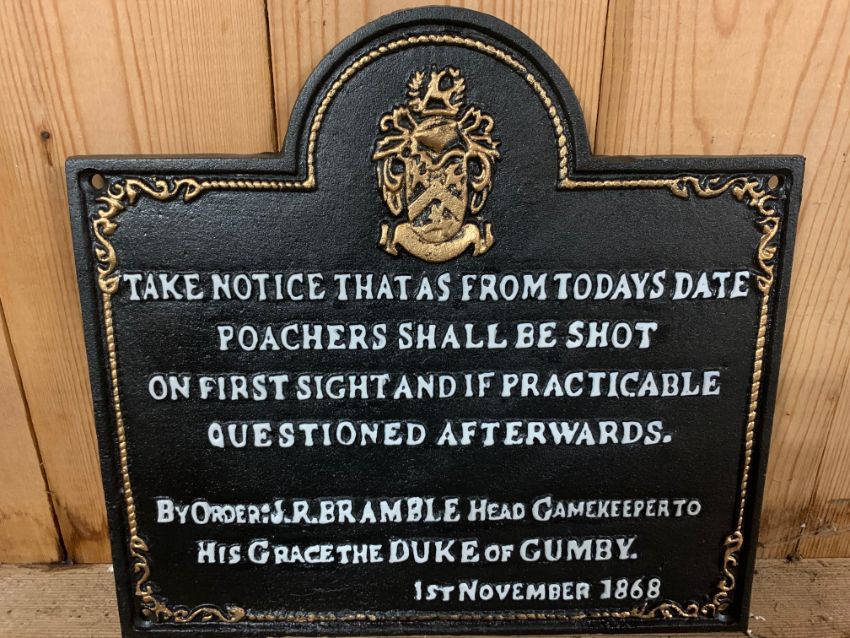 TAKE NOTICE THAT AS FROM TODAYS DATE
POACHERS SHALL BE SHOT
ON FIRST SIGHT AND IF PRACTICABLE
QUESTIONED AFTERWARDS.
BY ORDER: J.R. BRAMBLE HEAD GAMEKEEPER TO
HIS GRACE THE DUKE OF GUMBY.
1ST NOVEMBER 1868